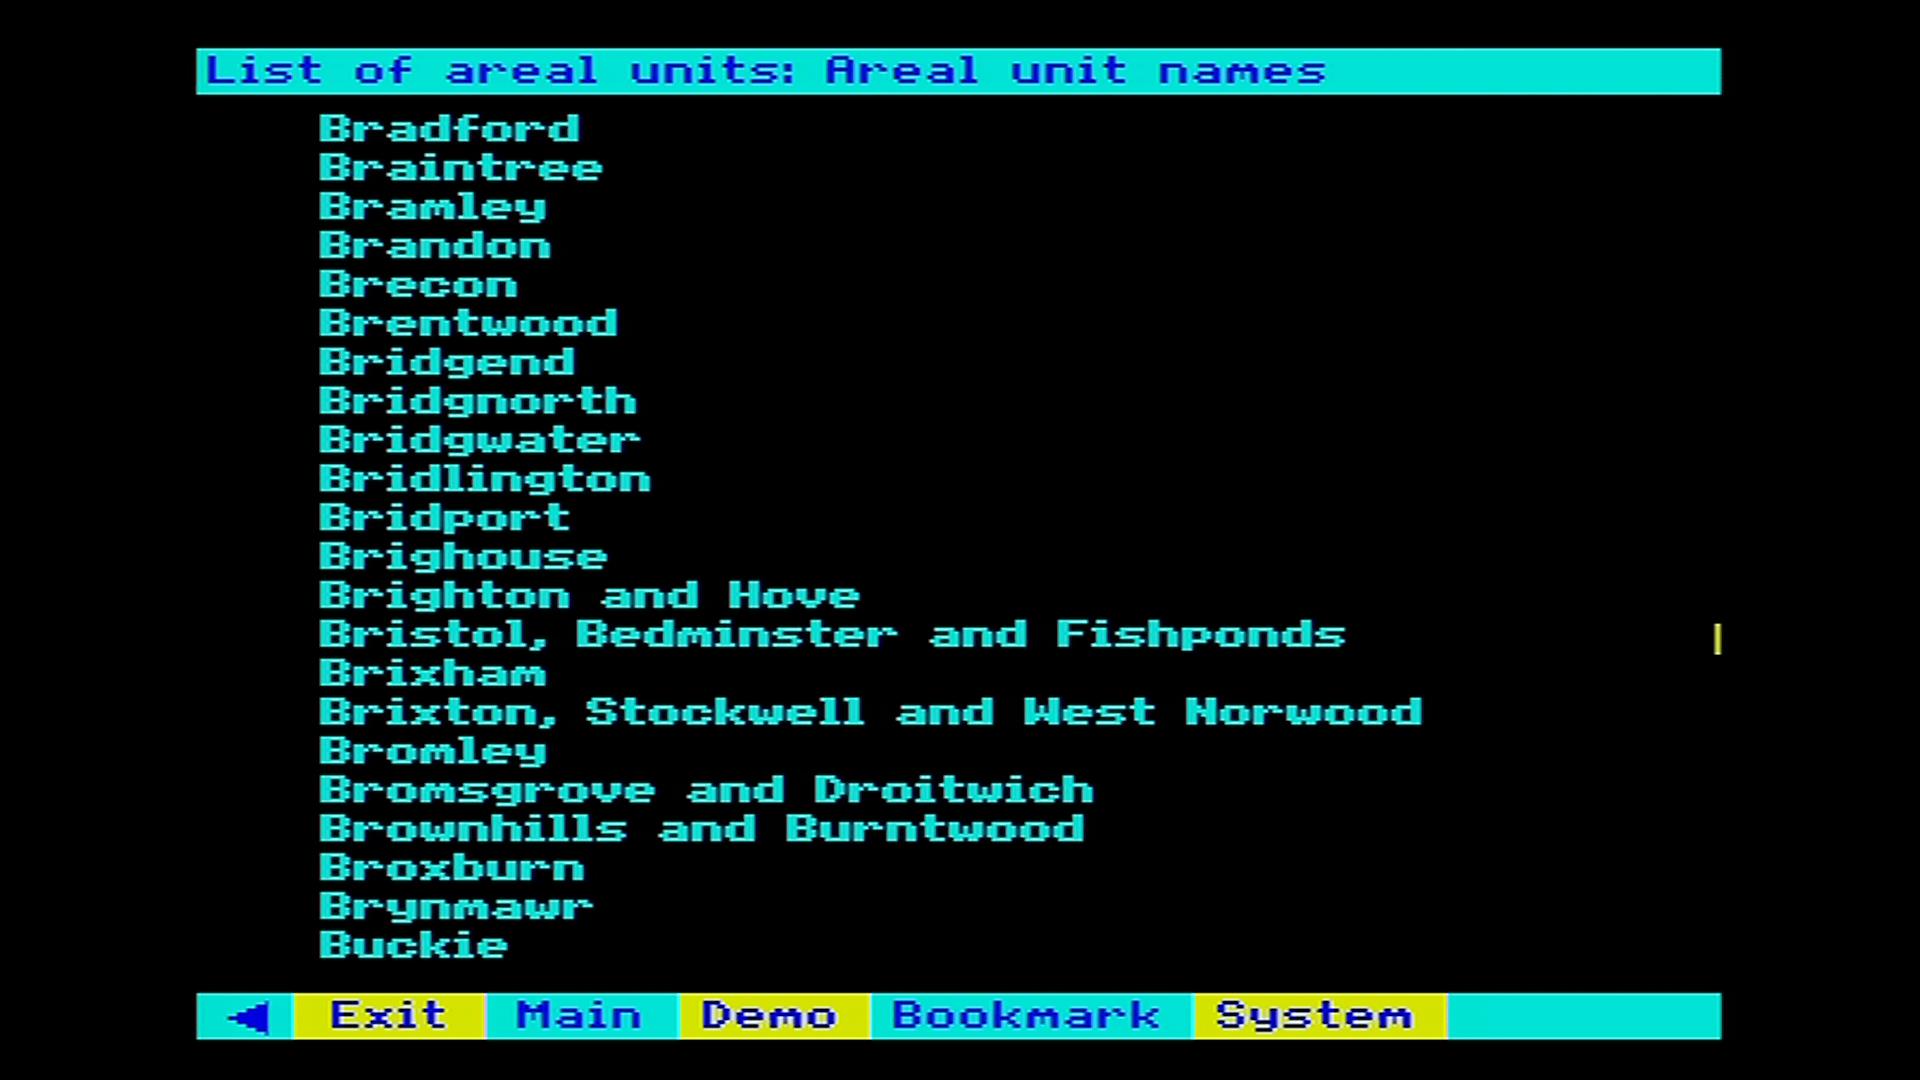 List of areal units: Areal unit names
Bradford
Braintree
Bramley
Brandon
Brecon
Brentwood
Bridgend
Bridgnorth
Bridgwater
Bridlington
Bridport
Brighouse
Brighton and Hove
Bristol, Bedminster and Fishponds
Brixham
Brixton, Stockwell and West Norwood
Bromley
Bromsgrove and Droitwich
Brownhills and Burntwood
Broxburn
Brynmawr
Buckie
Exit Main Demo Bookmark System